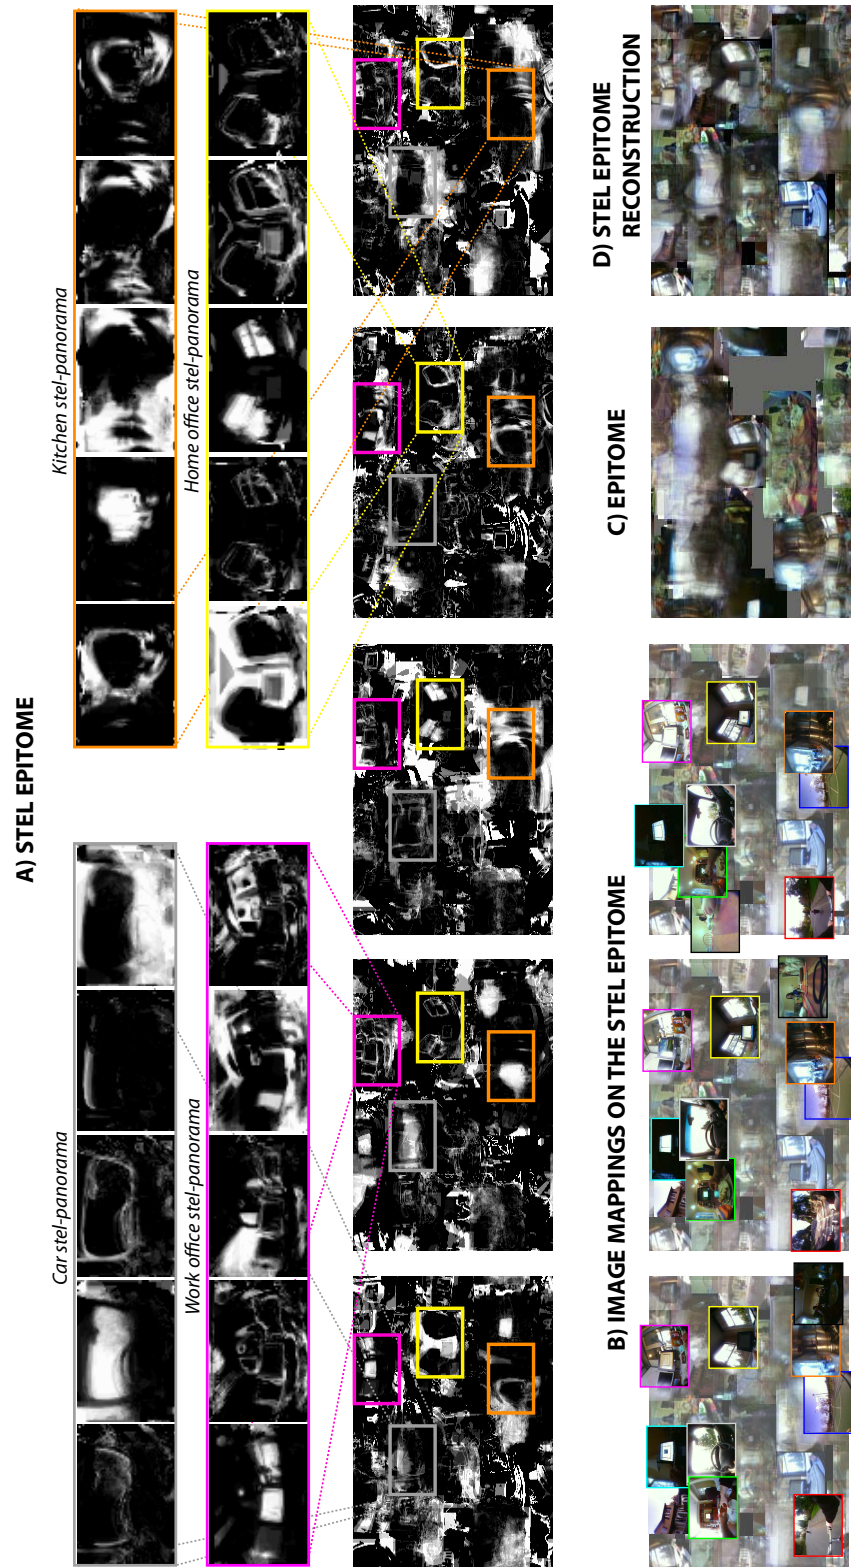 A) STEL EPITOME
Car stel-panorama
Kitchen stel-panorama
Work office stel-panorama
Home office stel-panorama
B) IMAGE MAPPINGS ON THE STEL EPITOME
C) EPITOME
D) STEL EPITOME
RECONSTRUCTION